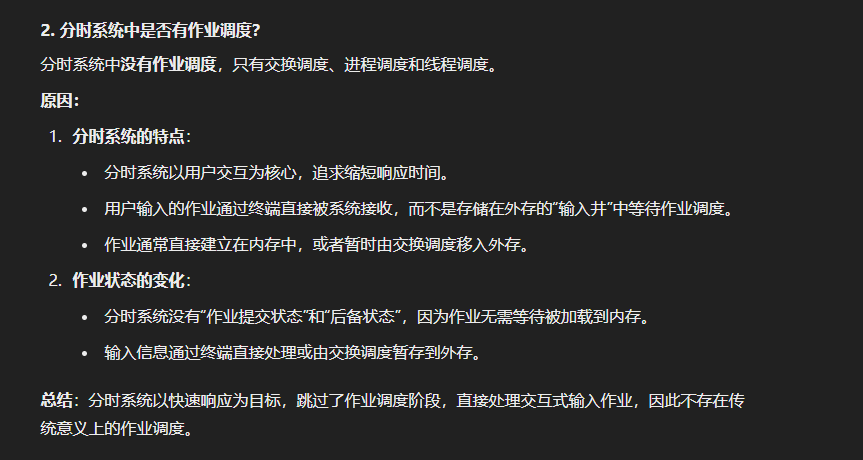 2. 分时系统中是否有作业调度？
分时系统中没有作业调度，只有交换调度、进程调度和线程调度。
原因：
1. 分时系统的特点：
• 分时系统以用户交互为核心，追求缩短响应时间。
• 用户输入的作业通过终端直接被系统接收，而不是存储在外存的“输入井”中等待作业调度。
• 作业通常直接建立在内存中，或者暂时由交换调度移入外存。
2. 作业状态的变化：
• 分时系统没有“作业提交状态”和“后备状态”，因为作业无需等待被加载到内存。
• 输入信息通过终端直接处理或由交换调度暂存到外存。
总结：分时系统以快速响应为目标，跳过了作业调度阶段，直接处理交互式输入作业，因此不存在传
统意义上的作业调度。